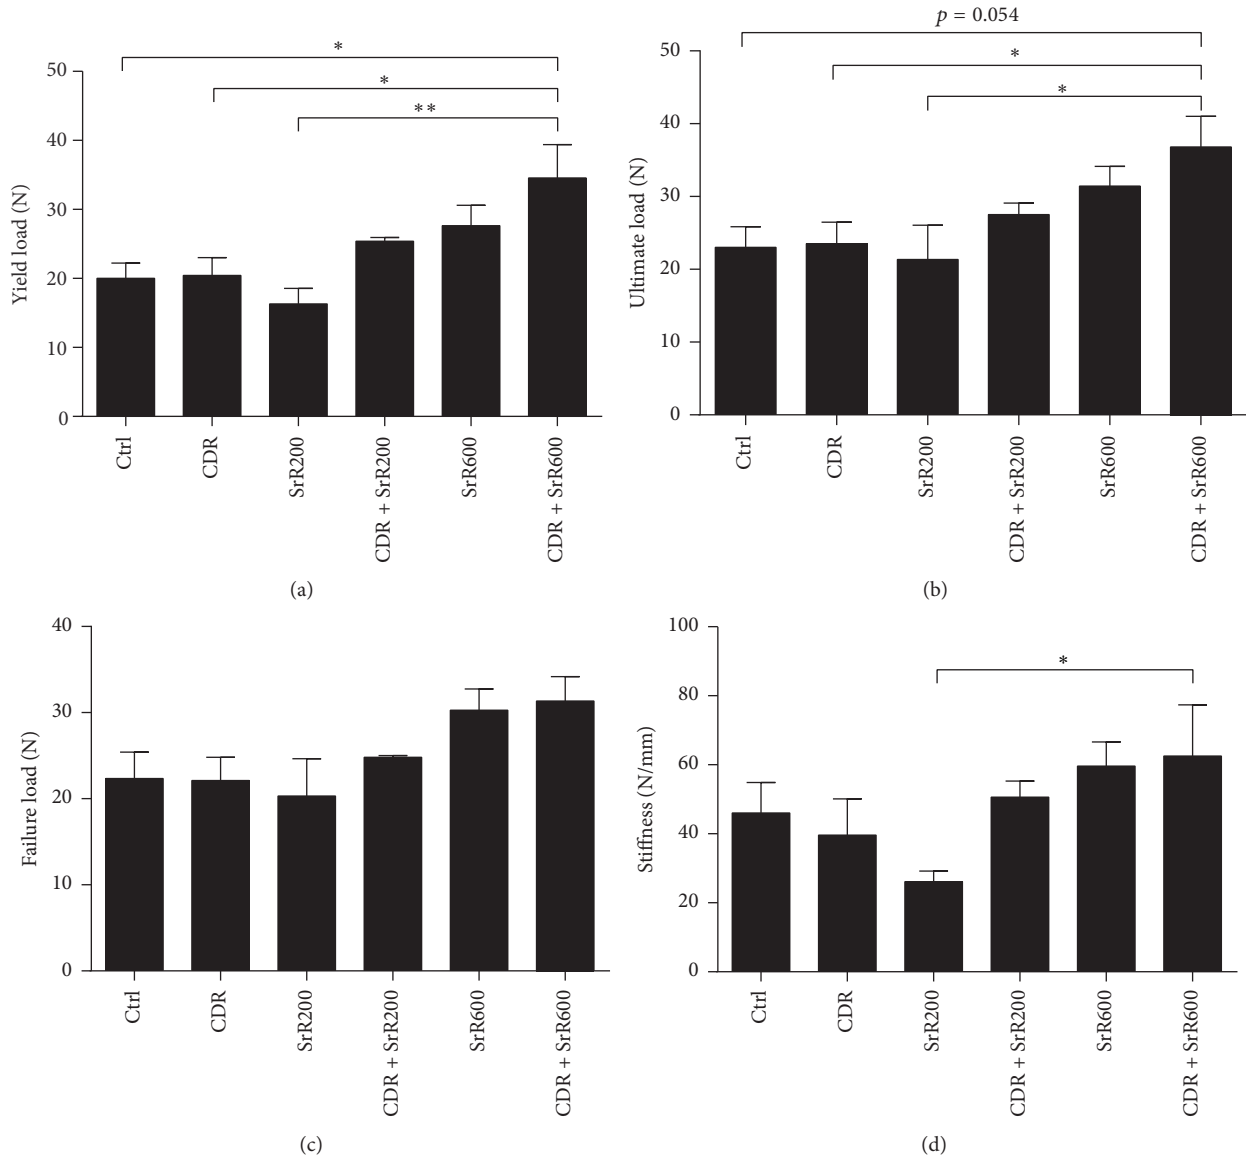 p = 0.054
*
*
**
*
*
50
40
30
20
10
0
Yield load (N)
Ctrl
CDR
SrR200
CDR + SrR200
SrR600
CDR + SrR600
(a)
50
40
30
20
10
0
Ultimate load (N)
Ctrl
CDR
SrR200
CDR + SrR200
SrR600
CDR + SrR600
(b)
40
30
20
10
0
Failure load (N)
Ctrl
CDR
SrR200
CDR + SrR200
SrR600
CDR + SrR600
(c)
*
100
80
60
40
20
0
Stiffness (N/mm)
Ctrl
CDR
SrR200
CDR + SrR200
SrR600
CDR + SrR600
(d)